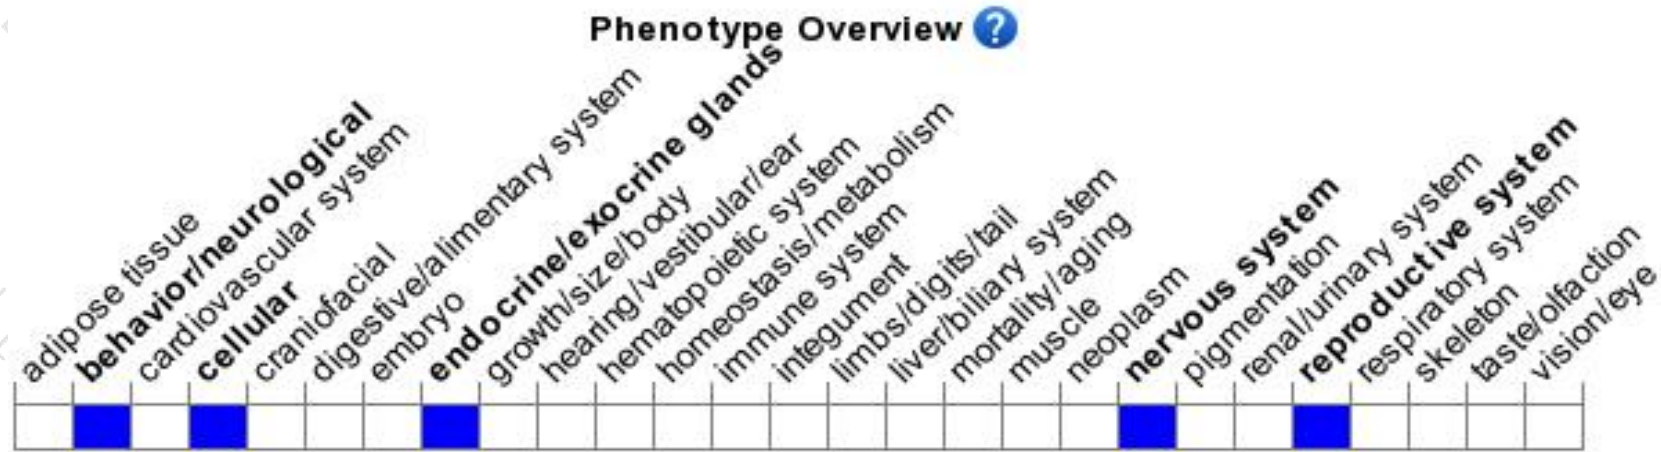 Phenotype Overview ?
adipose tissue
behavior/neurological
cardiovascular system
cellular
craniofacial
digestive/alimentary system
embryo
endocrine/exocrine glands
growth/size/body
hearing/vestibular/ear
hematopoietic system
homeostasis/metabolism
immune system
integument
limbs/digits/tail
liver/biliary system
mortality/aging
muscle
neoplasm
nervous system
pigmentation
renal/urinary system
reproductive system
respiratory system
skeleton
taste/olfaction
vision/eye